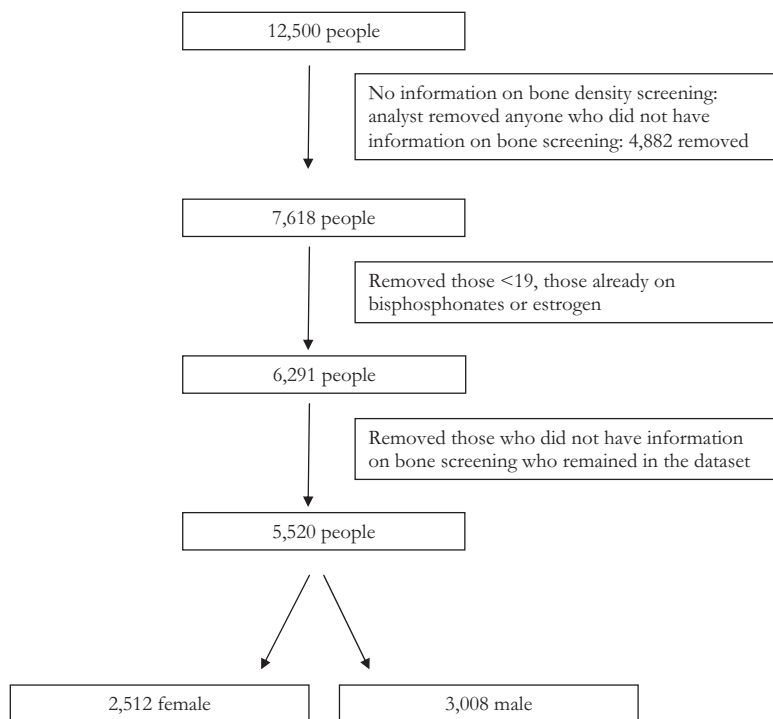 12,500 people
No information on bone density screening:
analyst removed anyone who did not have
information on bone screening: 4,882 removed
7,618 people
Removed those <19, those already on
bisphosphonates or estrogen
6,291 people
Removed those who did not have information
on bone screening who remained in the dataset
5,520 people
2,512 female
3,008 male